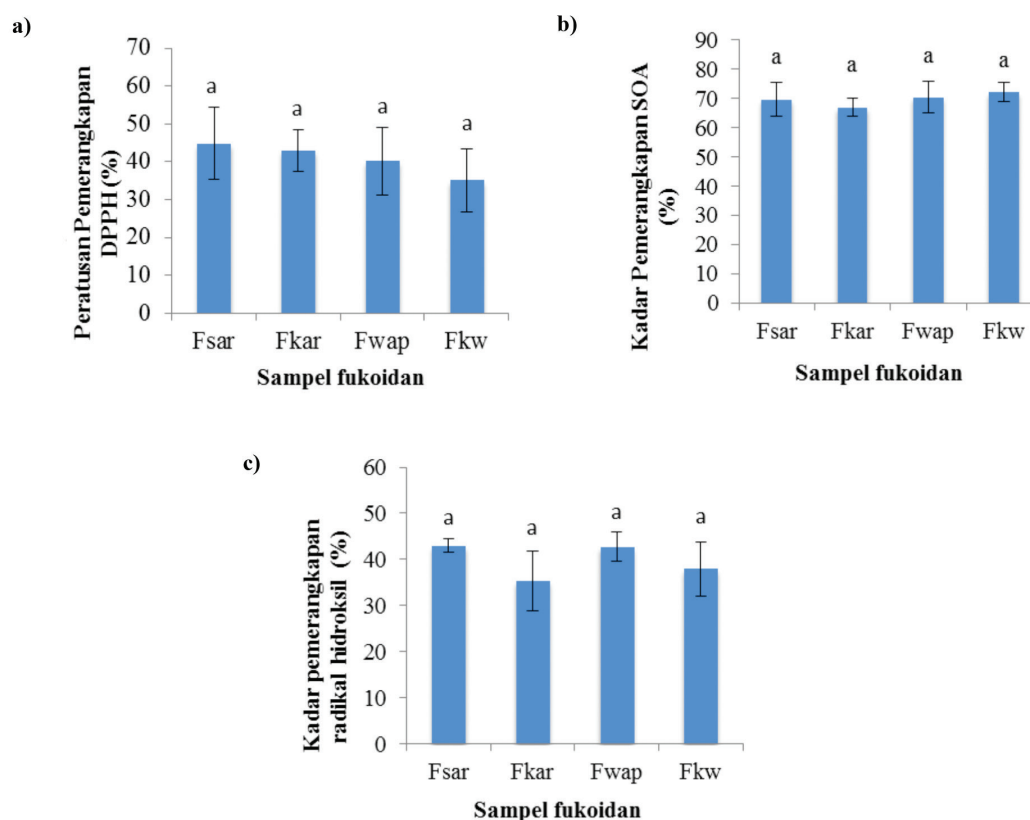 a)
Peratusan Pemerangkapan
DPPH (%)
70
60
50
40
30
20
10
0
a
a
a
a
Fsar
Fkar
Fwap
Fkw
Sampel fukoidan
b)
Kadar Pemerangkapan SOA
(%)
90
80
70
60
50
40
30
20
10
0
a
a
a
a
Fsar
Fkar
Fwap
Fkw
Sampel fukoidan
c)
Kadar pemerangkapan
radikal hidroksil (%)
60
50
40
30
20
10
0
a
a
a
a
Fsar
Fkar
Fwap
Fkw
Sampel fukoidan